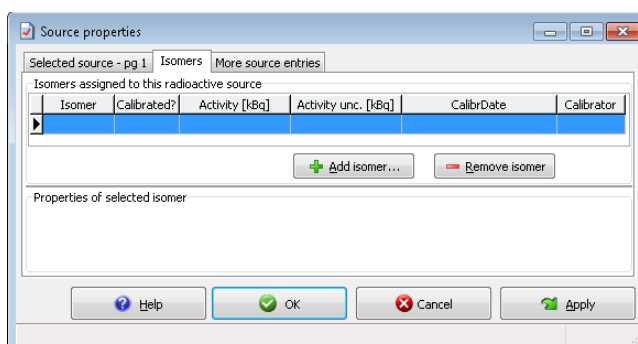 Source properties
Selected source - pg 1 Isomers More source entries
Isomers assigned to this radioactive source
Isomer Calibrated? Activity [kBq] Activity unc. [kBq] CalibrDate Calibrator
Add isomer... Remove isomer
Properties of selected isomer
Help OK Cancel Apply